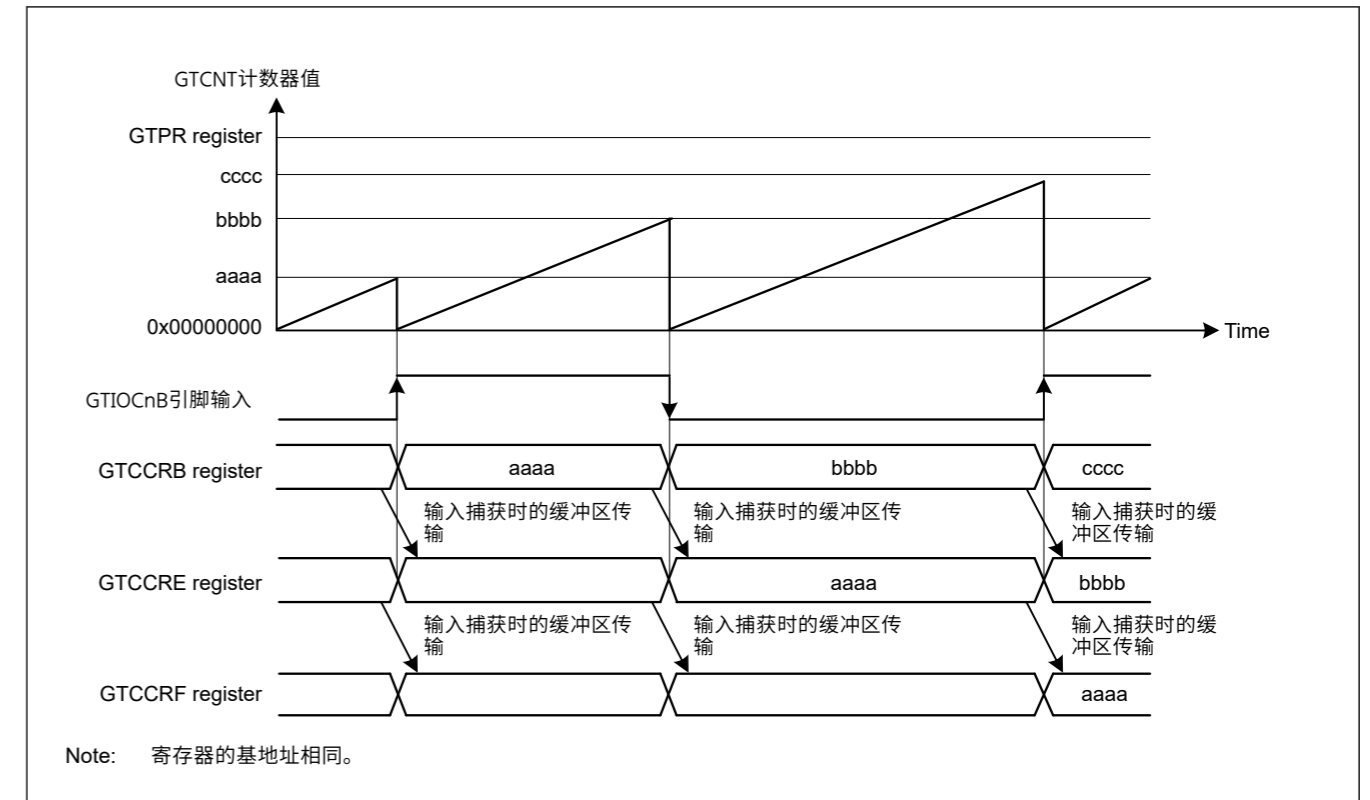 GTCNT计数器值
GTPR register
cccc
bbbb
aaaa
0x00000000
Time
GTIOCnB引脚输入
GTCCRB register
aaaa
bbbb
cccc
输入捕获时的缓冲区传
输
输入捕获时的缓冲区传
输
输入捕获时的缓
冲区传输
GTCCRE register
aaaa
bbbb
输入捕获时的缓冲区传
输
输入捕获时的缓冲区传
输
输入捕获时的缓
冲区传输
GTCCRF register
aaaa
Note: 寄存器的基地址相同。